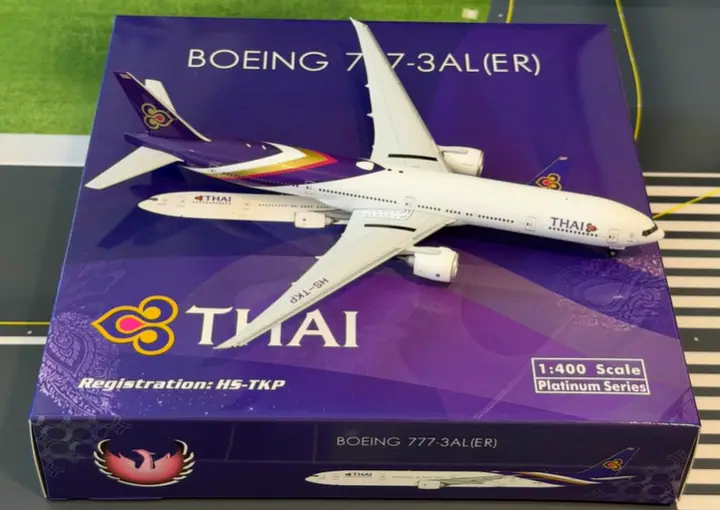 BOEING 777-3AL(ER)
THAI
THAI
HS-TKP
THAI
Registration: HS-TKP
1:400 Scale
Platinum Series
BOEING 777-3AL(ER)
THAI